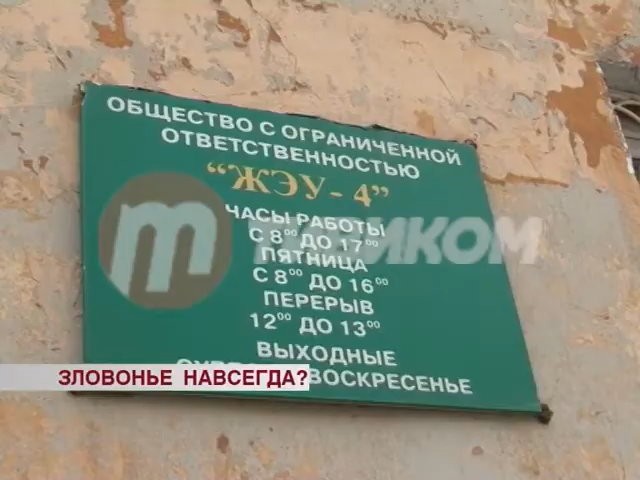 ОБЩЕСТВО С ОГРАНИЧЕННОЙ
ОТВЕТСТВЕННОСТЬЮ
"ЖЭУ- 4"
ЧАСЫ РАБОТЫ
С 8⁰⁰ ДО 17⁰⁰
ПЯТНИЦА
С 8⁰⁰ ДО 16⁰⁰
ПЕРЕРЫВ
12⁰⁰ ДО 13⁰⁰
ВЫХОДНЫЕ
ВОСКРЕСЕНЬЕ
ЗЛОВОНЬЕ НАВСЕГДА?